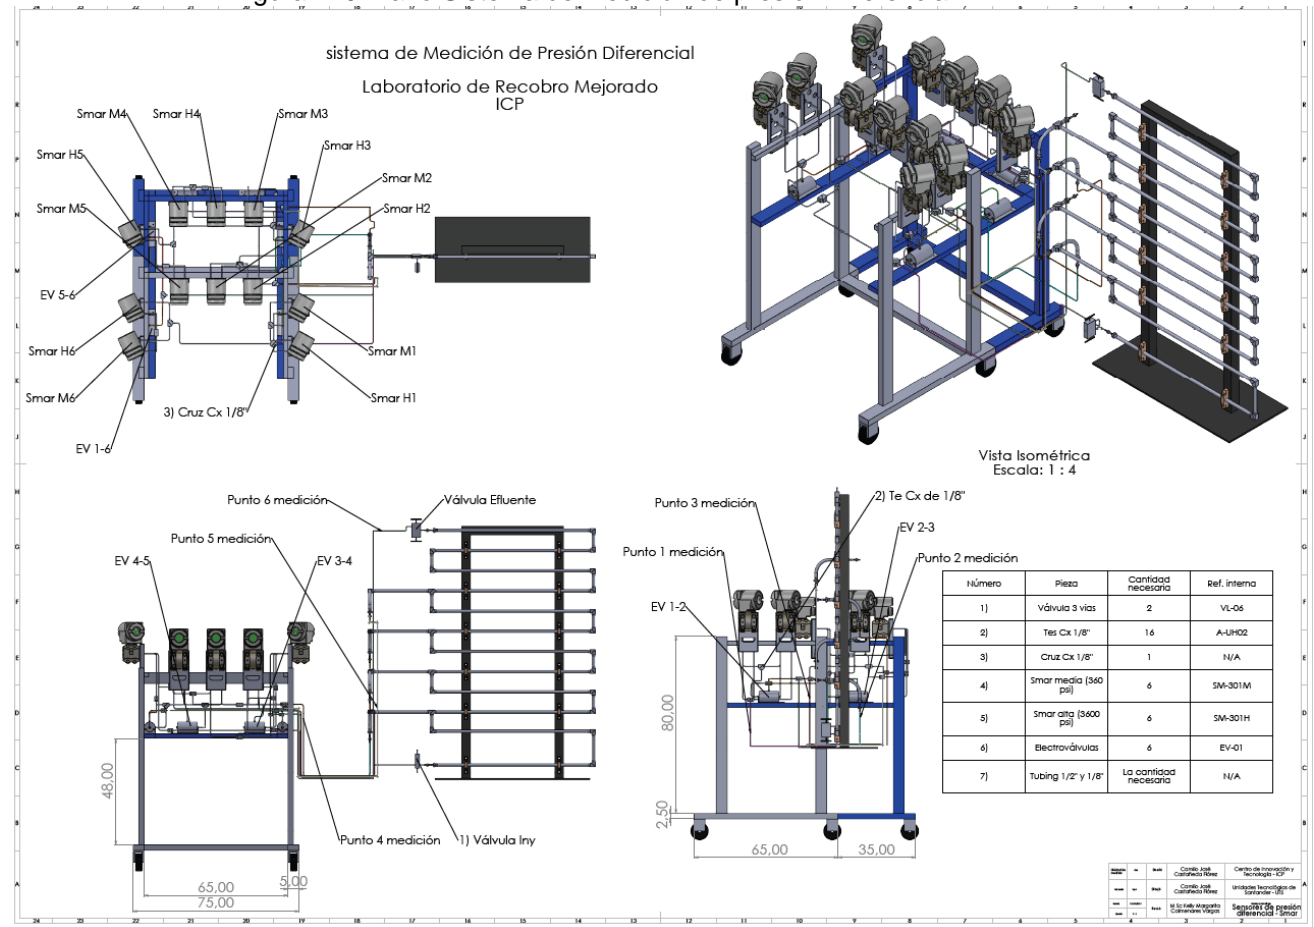 sistema de Medición de Presión Diferencial
Laboratorio de Recobro Mejorado
ICP
Smar M4
Smar H4
Smar M3
Smar H3
Smar H5
Smar M2
Smar M5
Smar H2
EV 5-6
Smar H6
Smar M1
Smar M6
Smar H1
3) Cruz Cx 1/8"
EV 1-6
Vista Isométrica
Escala: 1 : 4
Punto 6 medición
Válvula Efluente
Punto 5 medición
EV 4-5
EV 3-4
48,00
Punto 4 medición
1) Válvula Iny
65,00
5,00
75,00
2) Te Cx de 1/8"
Punto 3 medición
EV 2-3
Punto 1 medición
Punto 2 medición
EV 1-2
80,00
2,50
65,00
35,00
Número Pieza Cantidad necesaria Ref. interna
1) Válvula 3 vias 2 VL-06
2) Tes Cx 1/8" 16 A-UH02
3) Cruz Cx 1/8" 1 N/A
4) Smar media (360 psi) 6 SM-301M
5) Smar alta (3600 psi) 6 SM-301H
6) Electroválvulas 6 EV-01
7) Tubing 1/2" y 1/8" La cantidad necesaria N/A
Camilo José Castañeda Flórez
Centro de Innovación y Tecnología - ICP
Camilo José Castañeda Flórez
Unidades Tecnológicas de Santander - UTS
M.Sc Kelly Margarita Colmenares Vargas
Sensores de presión diferencial - Smar